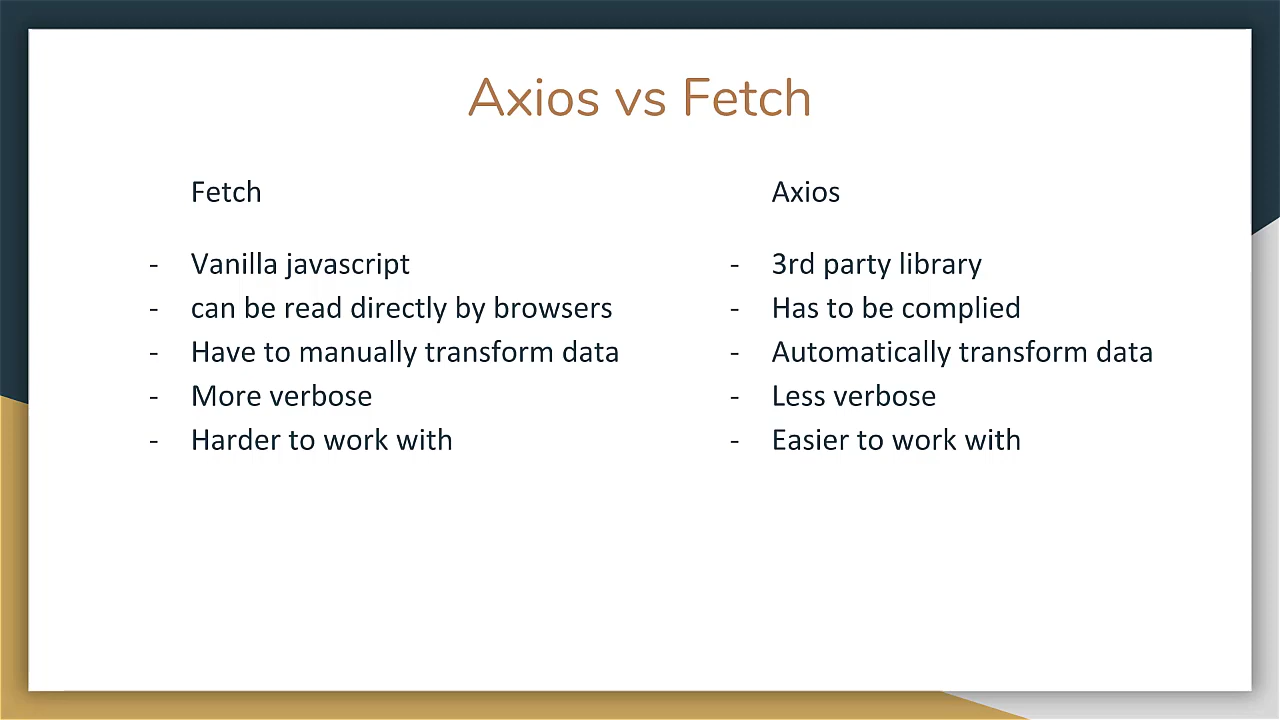 Axios vs Fetch
Fetch
- Vanilla javascript
- can be read directly by browsers
- Have to manually transform data
- More verbose
- Harder to work with
Axios
- 3rd party library
- Has to be complied
- Automatically transform data
- Less verbose
- Easier to work with